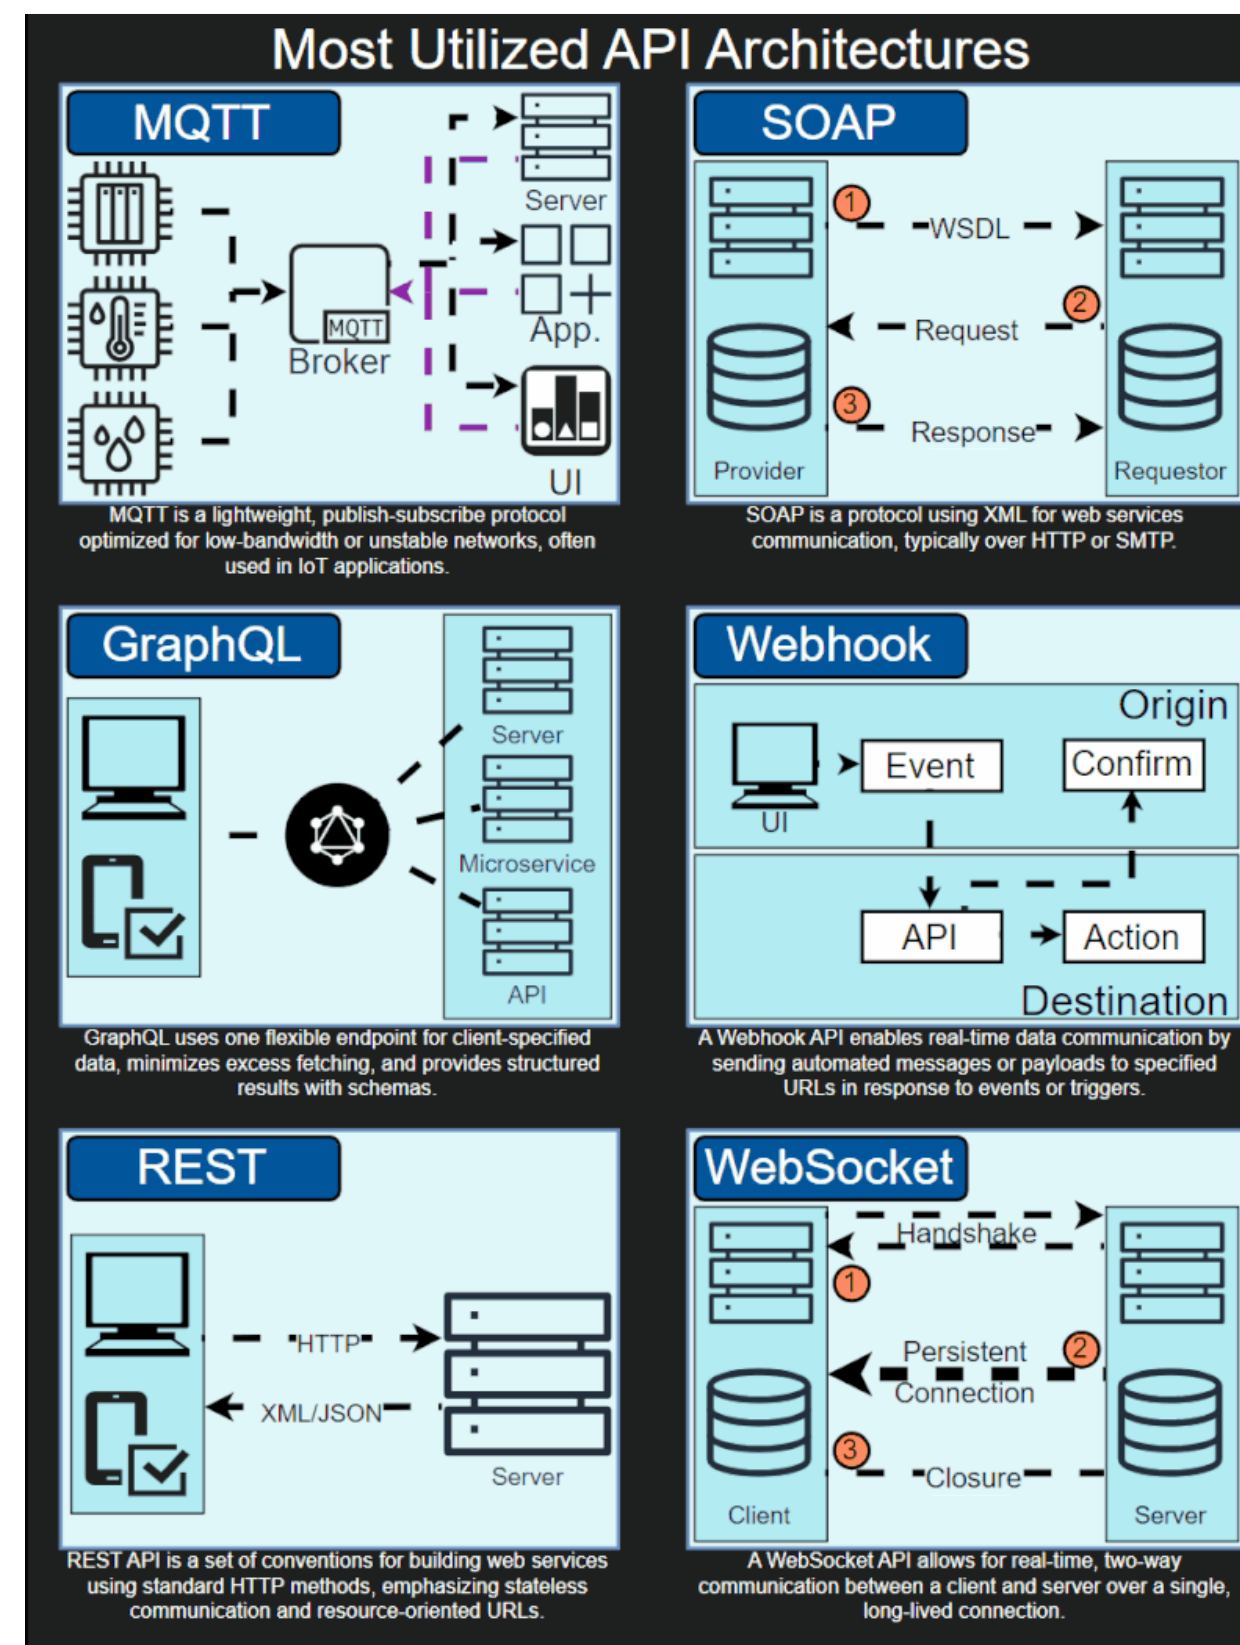 Most Utilized API Architectures
MQTT
Server
App.
UI
MQTT
Broker
MQTT is a lightweight, publish-subscribe protocol
optimized for low-bandwidth or unstable networks, often
used in IoT applications.
SOAP
1
WSDL
2
Request
3
Response
Provider
Requestor
SOAP is a protocol using XML for web services
communication, typically over HTTP or SMTP.
GraphQL
Server
Microservice
API
GraphQL uses one flexible endpoint for client-specified
data, minimizes excess fetching, and provides structured
results with schemas.
Webhook
Origin
Event
Confirm
UI
API
Action
Destination
A Webhook API enables real-time data communication by
sending automated messages or payloads to specified
URLs in response to events or triggers.
REST
HTTP
XML/JSON
Server
REST API is a set of conventions for building web services
using standard HTTP methods, emphasizing stateless
communication and resource-oriented URLs.
WebSocket
Handshake
1
Persistent
2
Connection
3
Closure
Client
Server
A WebSocket API allows for real-time, two-way
communication between a client and server over a single,
long-lived connection.